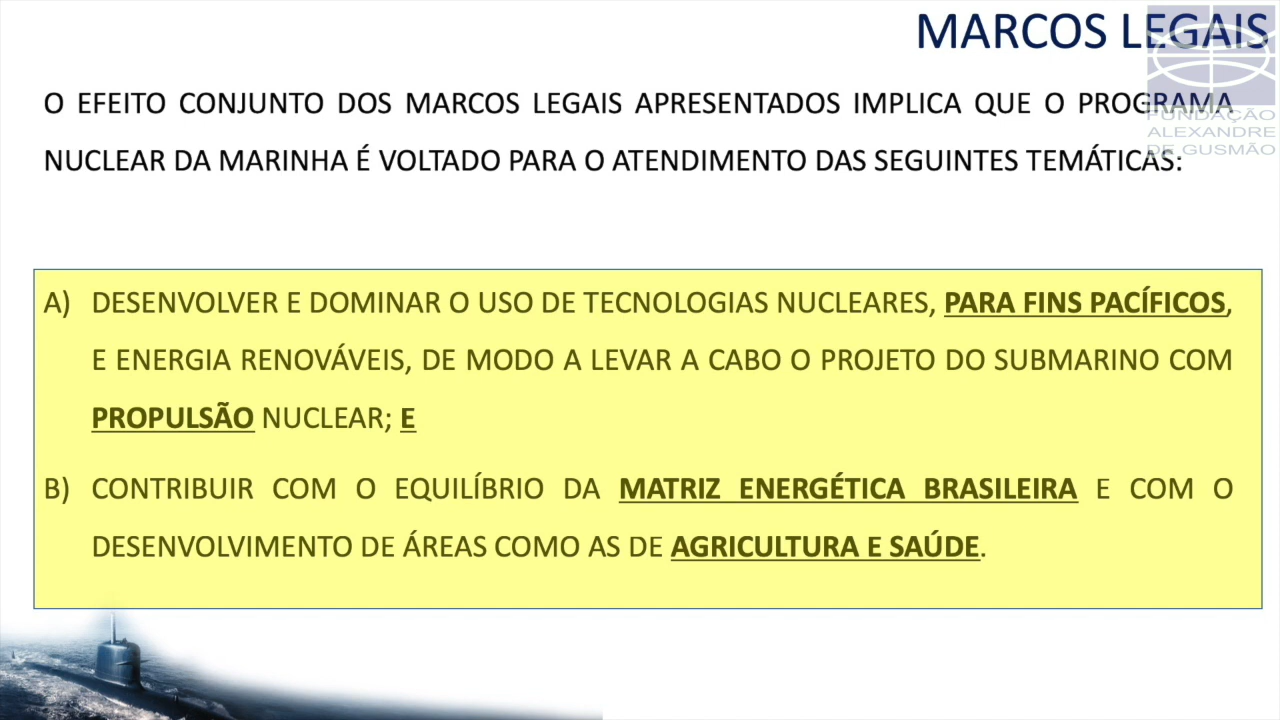 MARCOS LEGAIS
O EFEITO CONJUNTO DOS MARCOS LEGAIS APRESENTADOS IMPLICA QUE O PROGRAMA
NUCLEAR DA MARINHA É VOLTADO PARA O ATENDIMENTO DAS SEGUINTES TEMÁTICAS:
FUNDAÇÃO
ALEXANDRE
DE GUSMÃO
A) DESENVOLVER E DOMINAR O USO DE TECNOLOGIAS NUCLEARES, PARA FINS PACÍFICOS,
E ENERGIA RENOVÁVEIS, DE MODO A LEVAR A CABO O PROJETO DO SUBMARINO COM
PROPULSÃO NUCLEAR; E
B) CONTRIBUIR COM O EQUILÍBRIO DA MATRIZ ENERGÉTICA BRASILEIRA E COM O
DESENVOLVIMENTO DE ÁREAS COMO AS DE AGRICULTURA E SAÚDE.